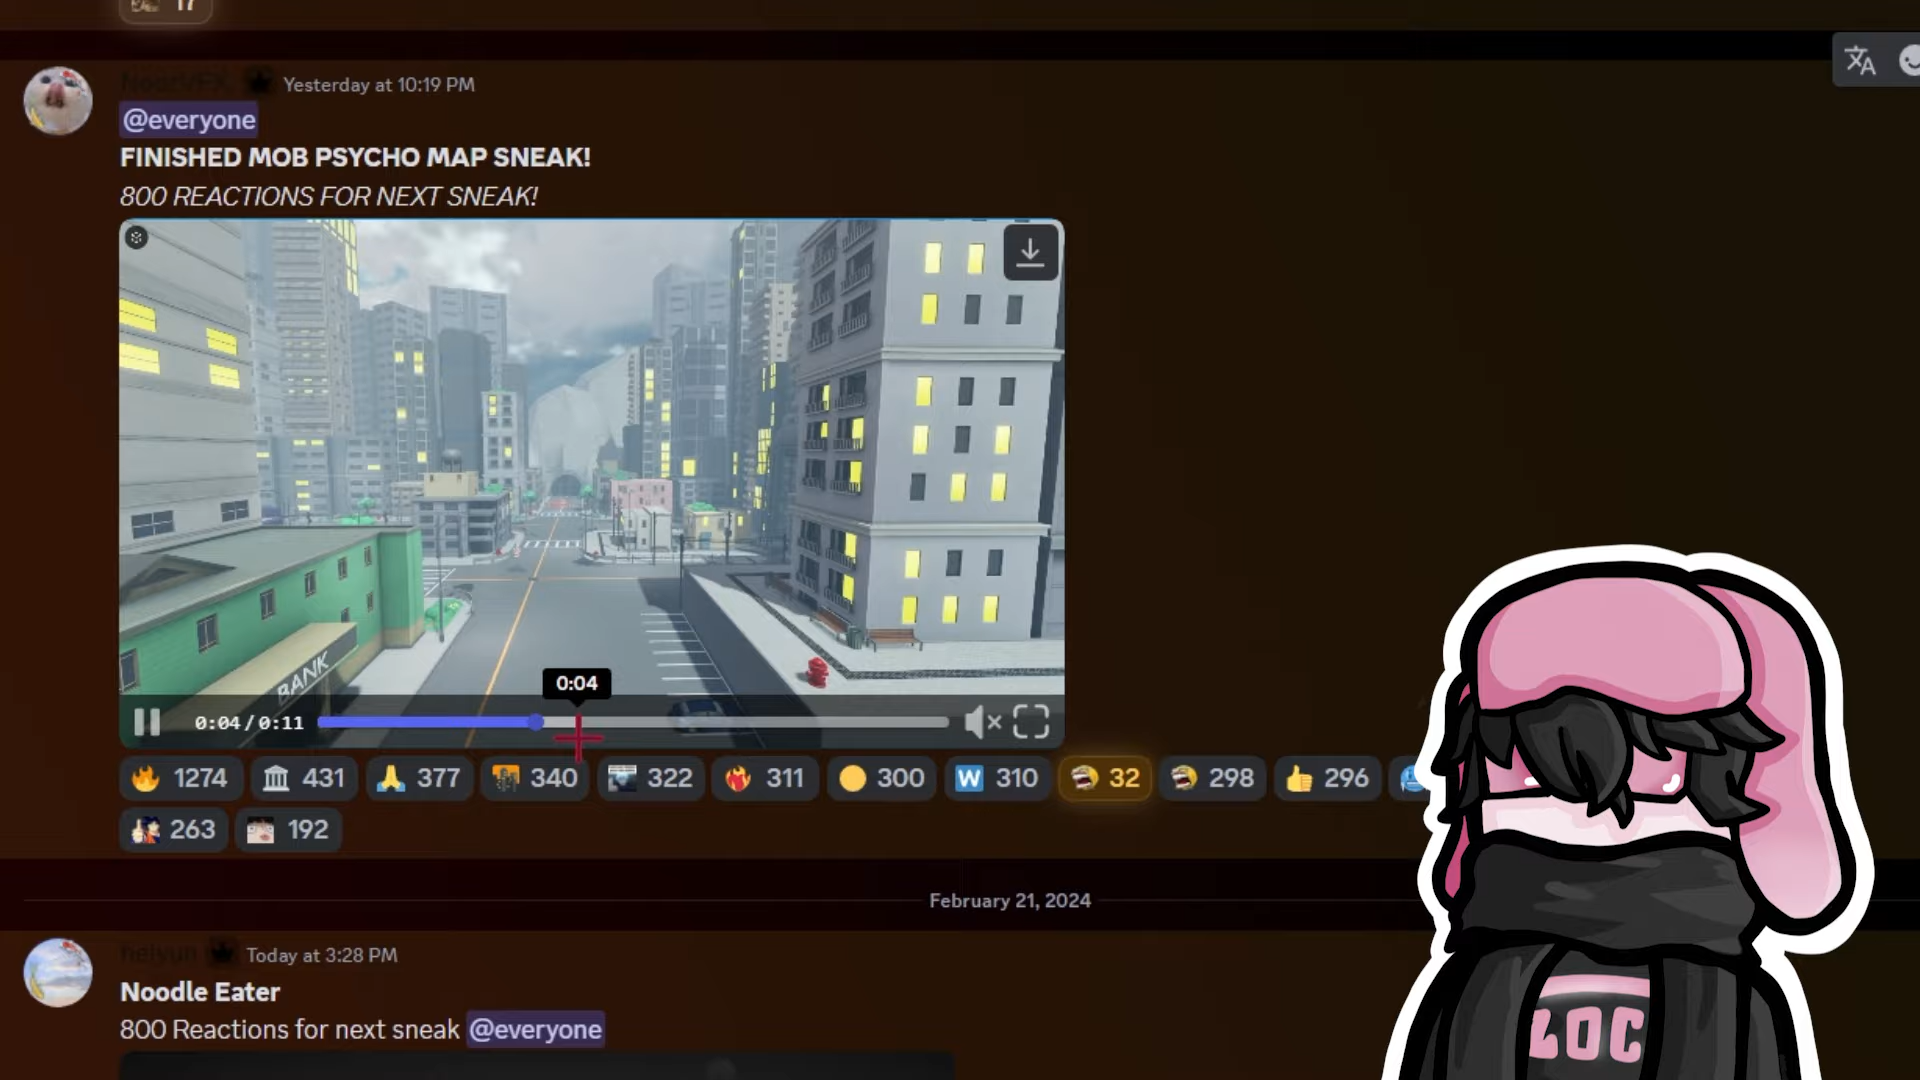 17
Yesterday at 10:19 PM
@everyone
FINISHED MOB PSYCHO MAP SNEAK!
800 REACTIONS FOR NEXT SNEAK!
BANK
0:04
0:04 / 0:11
1274 431 377 340 322 311 300 W 310 32 298 296
263 192
February 21, 2024
Today at 3:28 PM
Noodle Eater
800 Reactions for next sneak @everyone
LOC